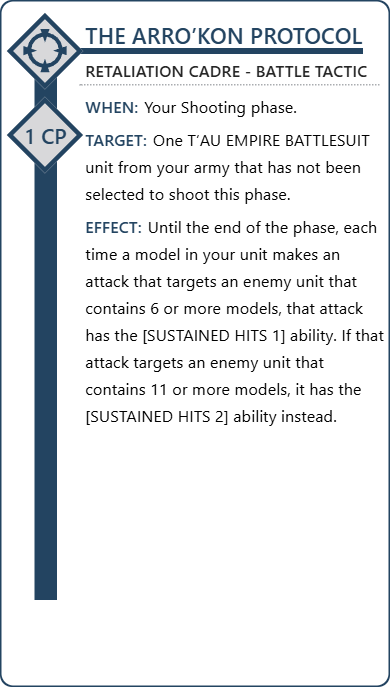 THE ARRO’KON PROTOCOL
RETALIATION CADRE - BATTLE TACTIC
1 CP
WHEN: Your Shooting phase.
TARGET: One T’AU EMPIRE BATTLESUIT
unit from your army that has not been
selected to shoot this phase.
EFFECT: Until the end of the phase, each
time a model in your unit makes an
attack that targets an enemy unit that
contains 6 or more models, that attack
has the [SUSTAINED HITS 1] ability. If that
attack targets an enemy unit that
contains 11 or more models, it has the
[SUSTAINED HITS 2] ability instead.